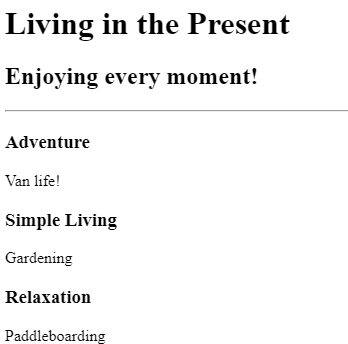 Living in the Present
Enjoying every moment!
Adventure
Van life!
Simple Living
Gardening
Relaxation
Paddleboarding